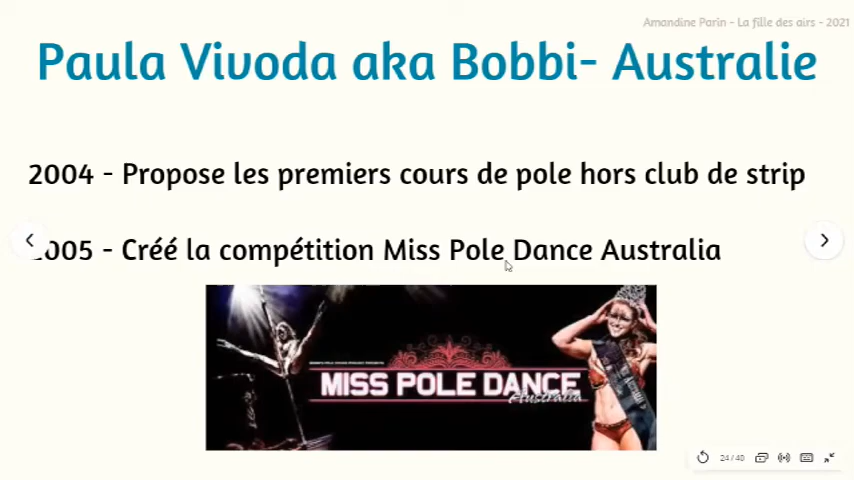 Amandine Parin - La fille des airs - 2021
Paula Vivoda aka Bobbi- Australie
2004 - Propose les premiers cours de pole hors club de strip
2005 - Créé la compétition Miss Pole Dance Australia
MISS POLE DANCE
Australia
24 / 40